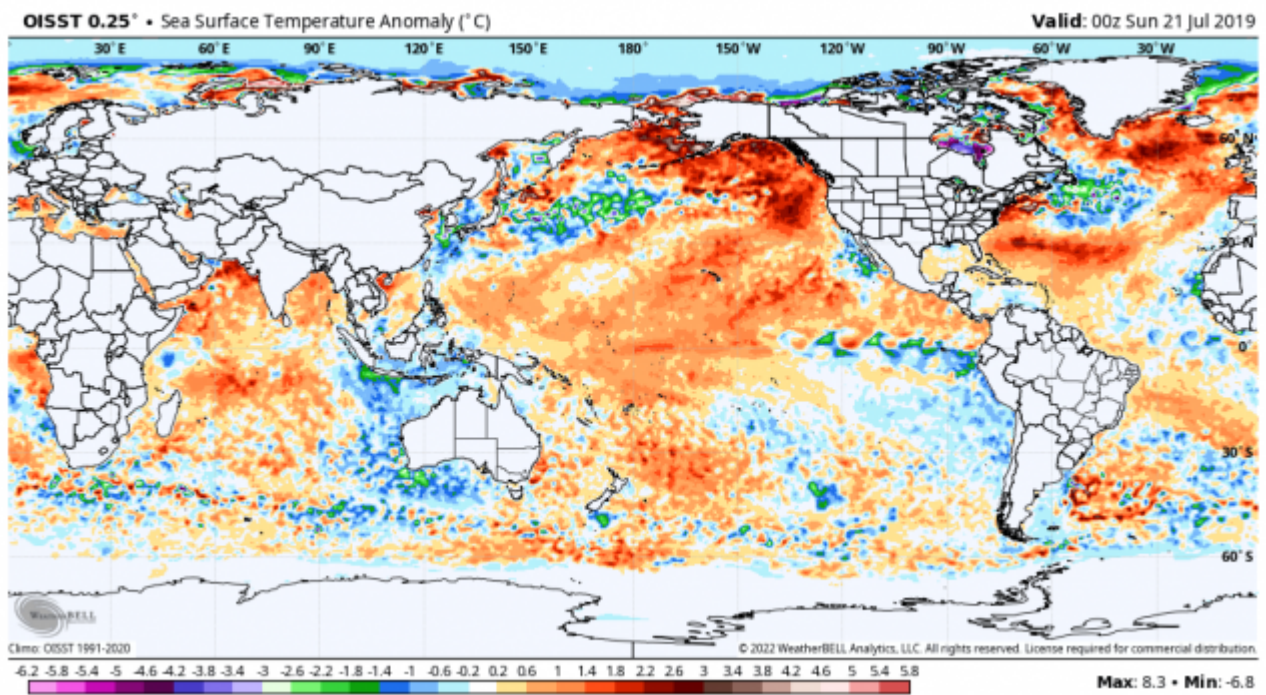 OISST 0.25° • Sea Surface Temperature Anomaly (°C) Valid: 00z Sun 21 Jul 2019
30°E 60°E 90°E 120°E 150°E 180° 150°W 120°W 90°W 60°W 30°W
60°N
30°N
0°
30°S
60°S
WeatherBELL
Climo: OISST 1991-2020 © 2022 WeatherBELL Analytics, LLC. All rights reserved. License required for commercial distribution.
-6.2 -5.8 -5.4 -5 -4.6 -4.2 -3.8 -3.4 -3 -2.6 -2.2 -1.8 -1.4 -1 -0.6 -0.2 0.2 0.6 1 1.4 1.8 2.2 2.6 3 3.4 3.8 4.2 4.6 5 5.4 5.8
Max: 8.3 • Min: -6.8